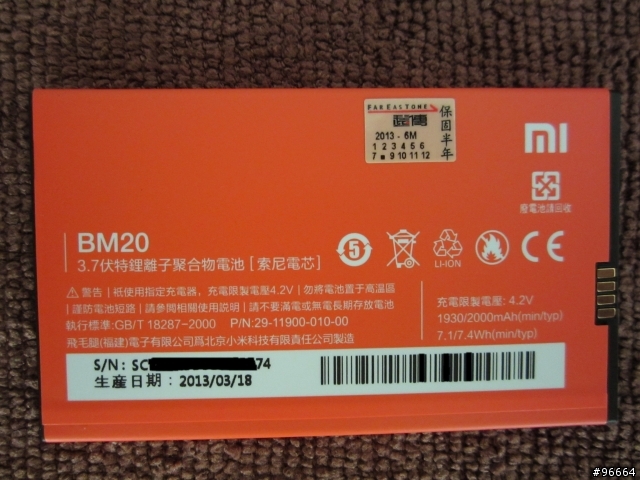 FAREASTONE
遠傳
保固半年
2013 - 6M
1 2 3 4 5 6
7 ■ 9 10 11 12
mi
廢電池請回收
BM20
3.7伏特鋰離子聚合物電池 [索尼電芯]
5
LI-ION
CE
警告 | 祇使用指定充電器，充電限製電壓4.2V | 勿將電池置于高溫區
謹防電池短路 | 請參閱相关使用説明 | 請不要滿電或無電長期存放電池
執行標準:GB/T 18287-2000 P/N:29-11900-010-00
飛毛腿(福建)電子有限公司爲北京小米科技有限責任公司製造
充電限製電壓: 4.2V
1930/2000mAh(min/typ)
7.1/7.4Wh(min/typ)
S/N: SC 74
生産日期: 2013/03/18
#96664